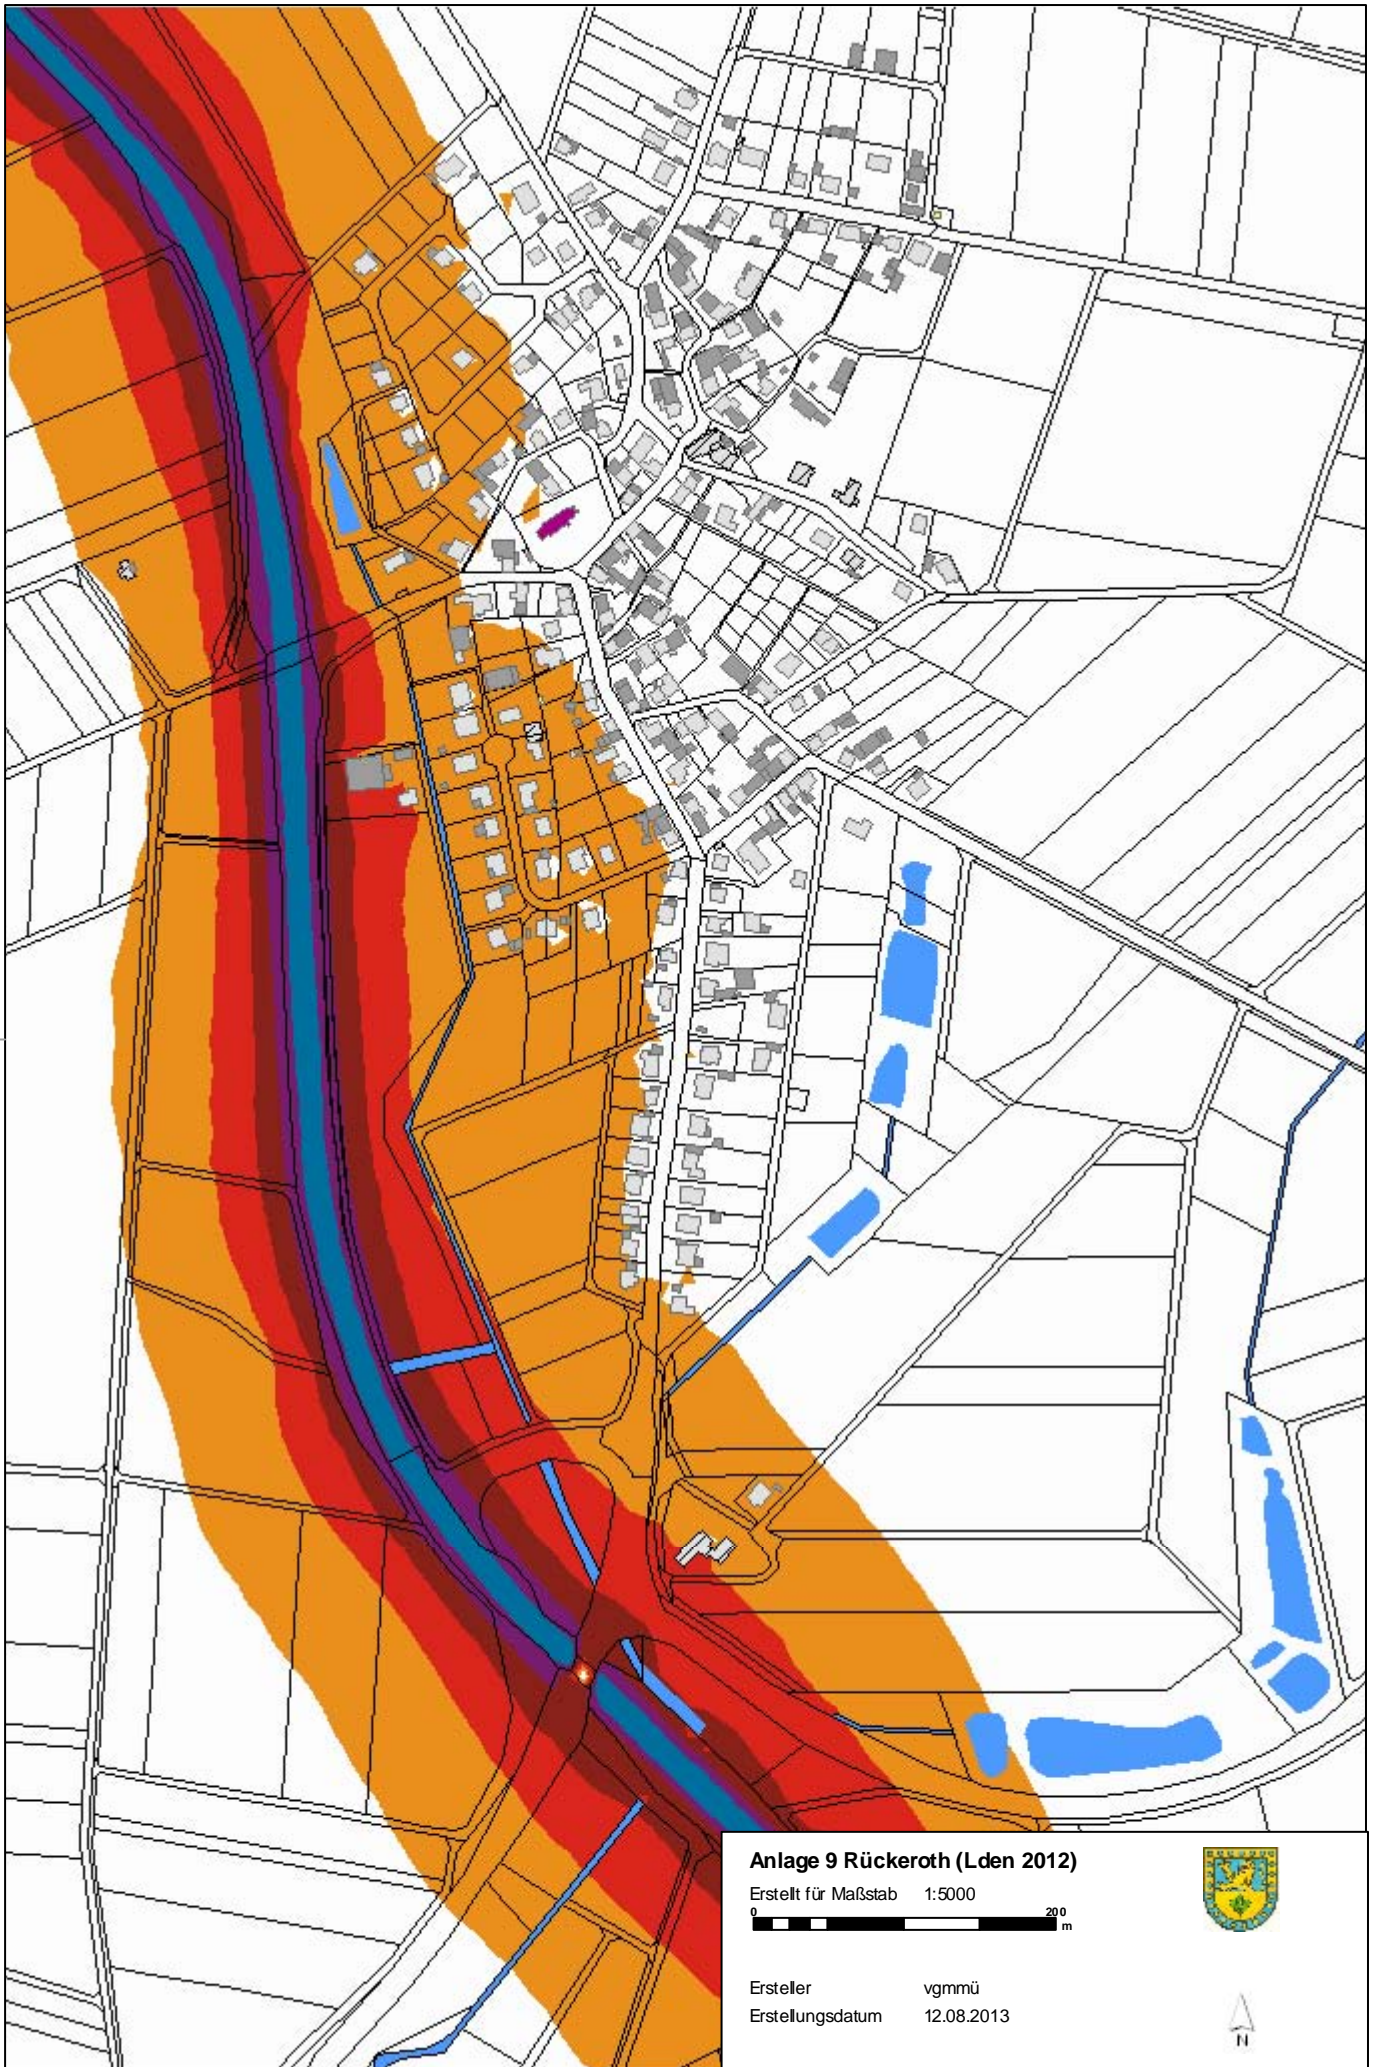 Anlage 9 Rückeroth (Lden 2012)
Erstellt für Maßstab 1:5000
0 200
m
Ersteller vgmmü
Erstellungsdatum 12.08.2013
N